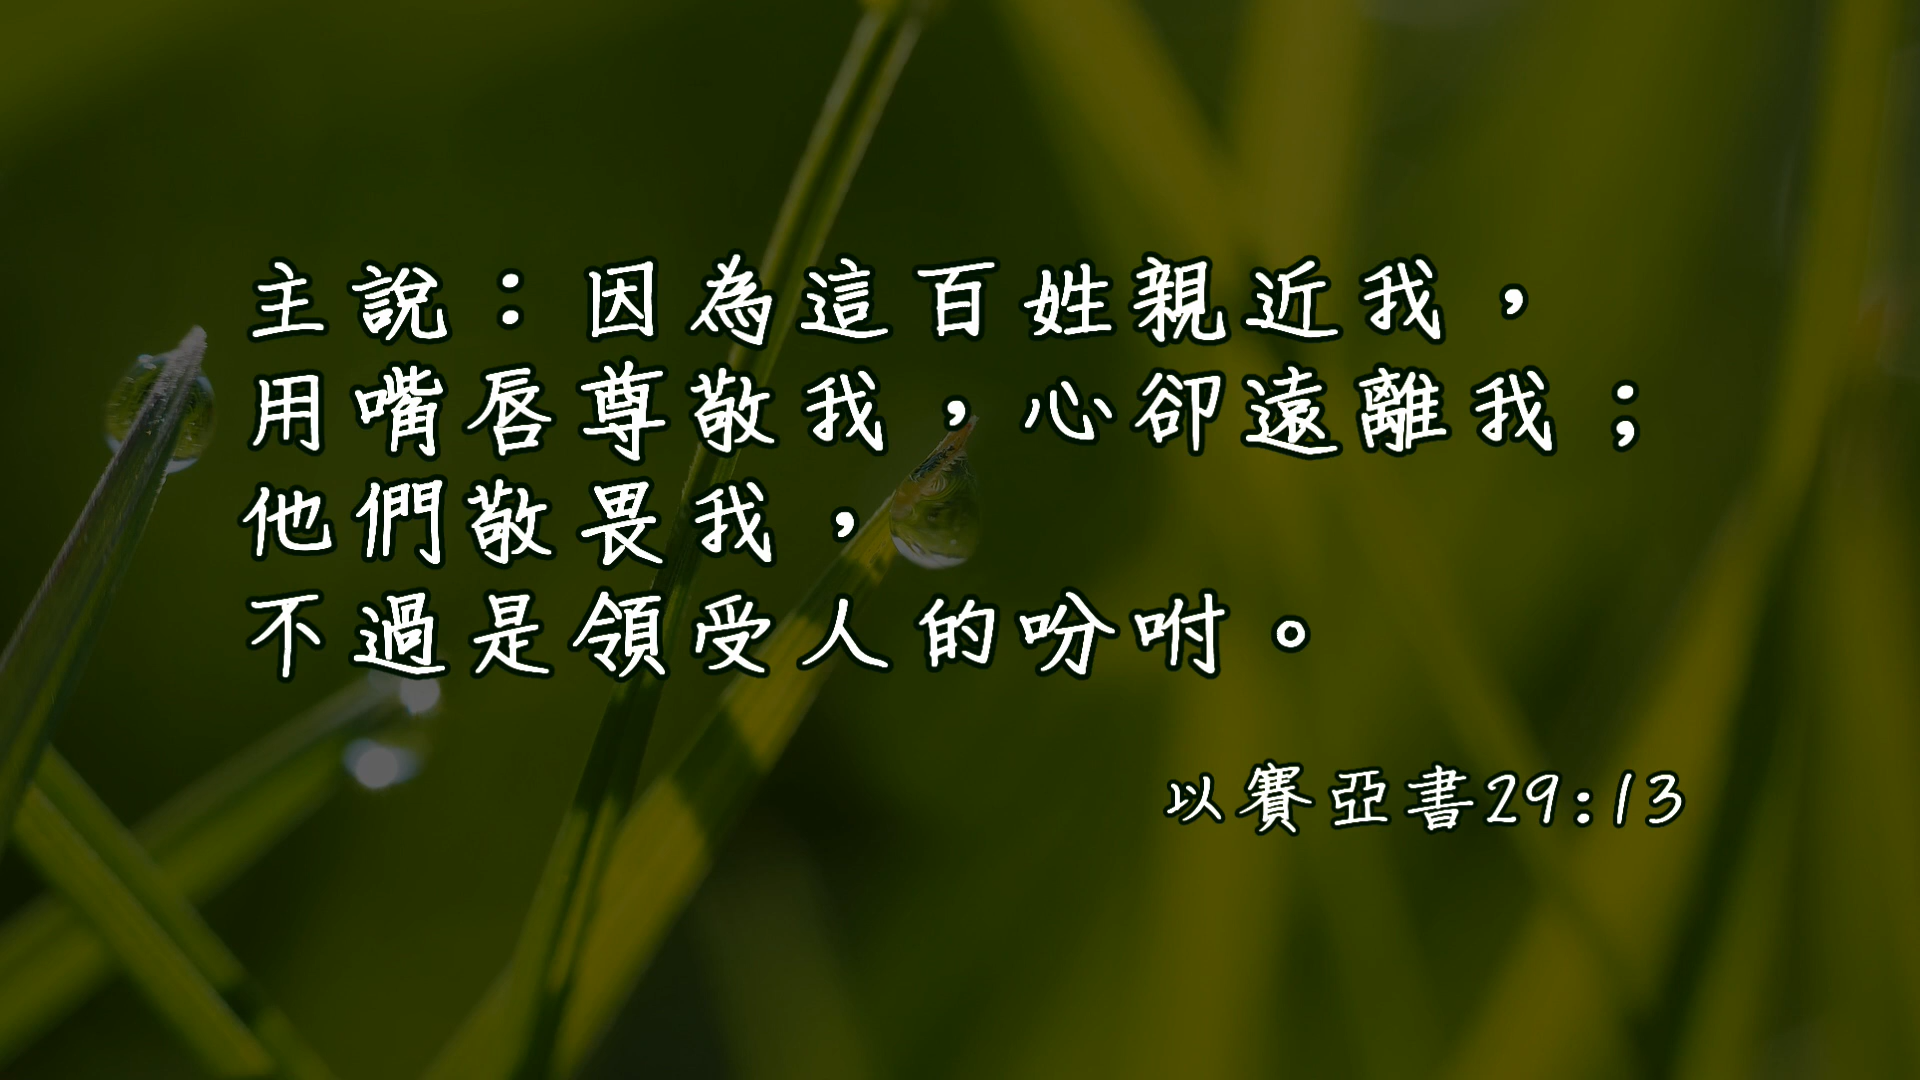 主說：因為這百姓親近我，
用嘴唇尊敬我，心卻遠離我；
他們敬畏我，
不過是領受人的吩咐。
以賽亞書29:13